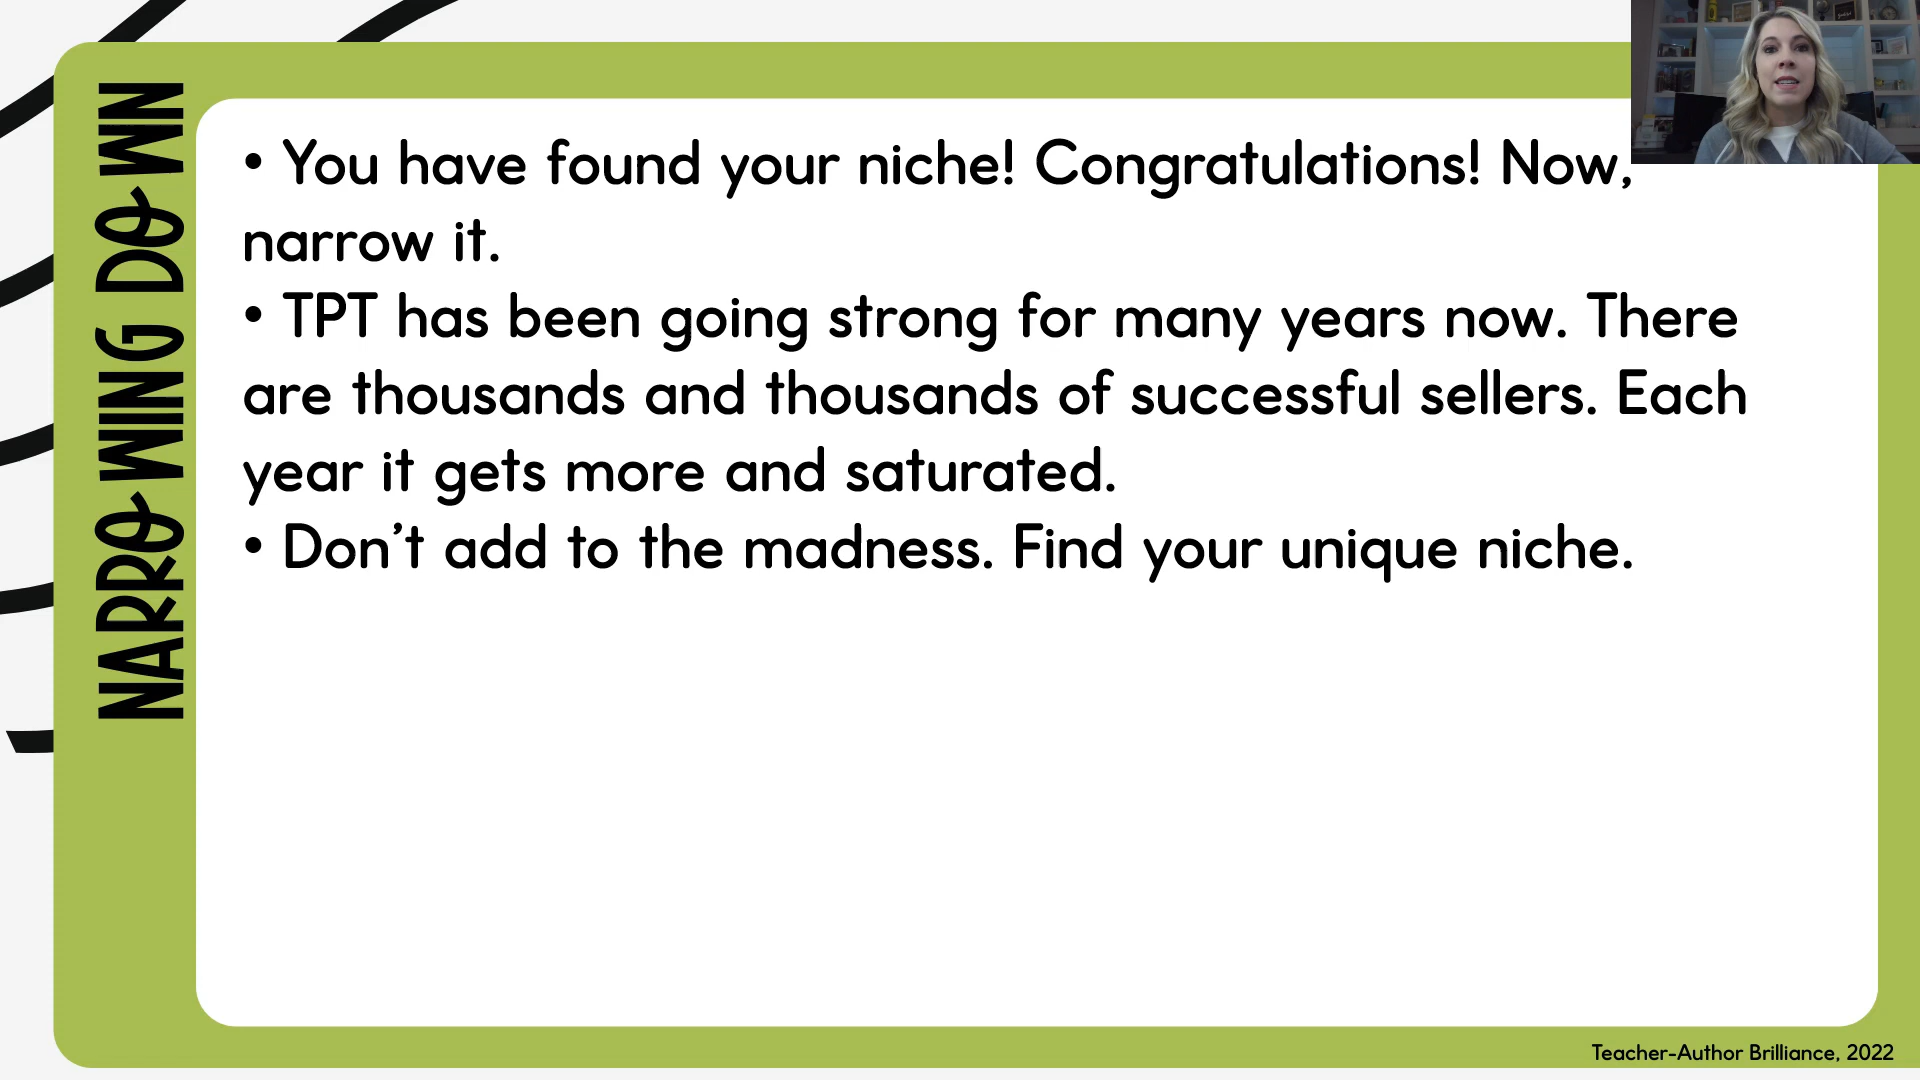 NARROWING DOWN
• You have found your niche! Congratulations! Now,
narrow it.
• TPT has been going strong for many years now. There
are thousands and thousands of successful sellers. Each
year it gets more and saturated.
• Don’t add to the madness. Find your unique niche.
Teacher-Author Brilliance, 2022